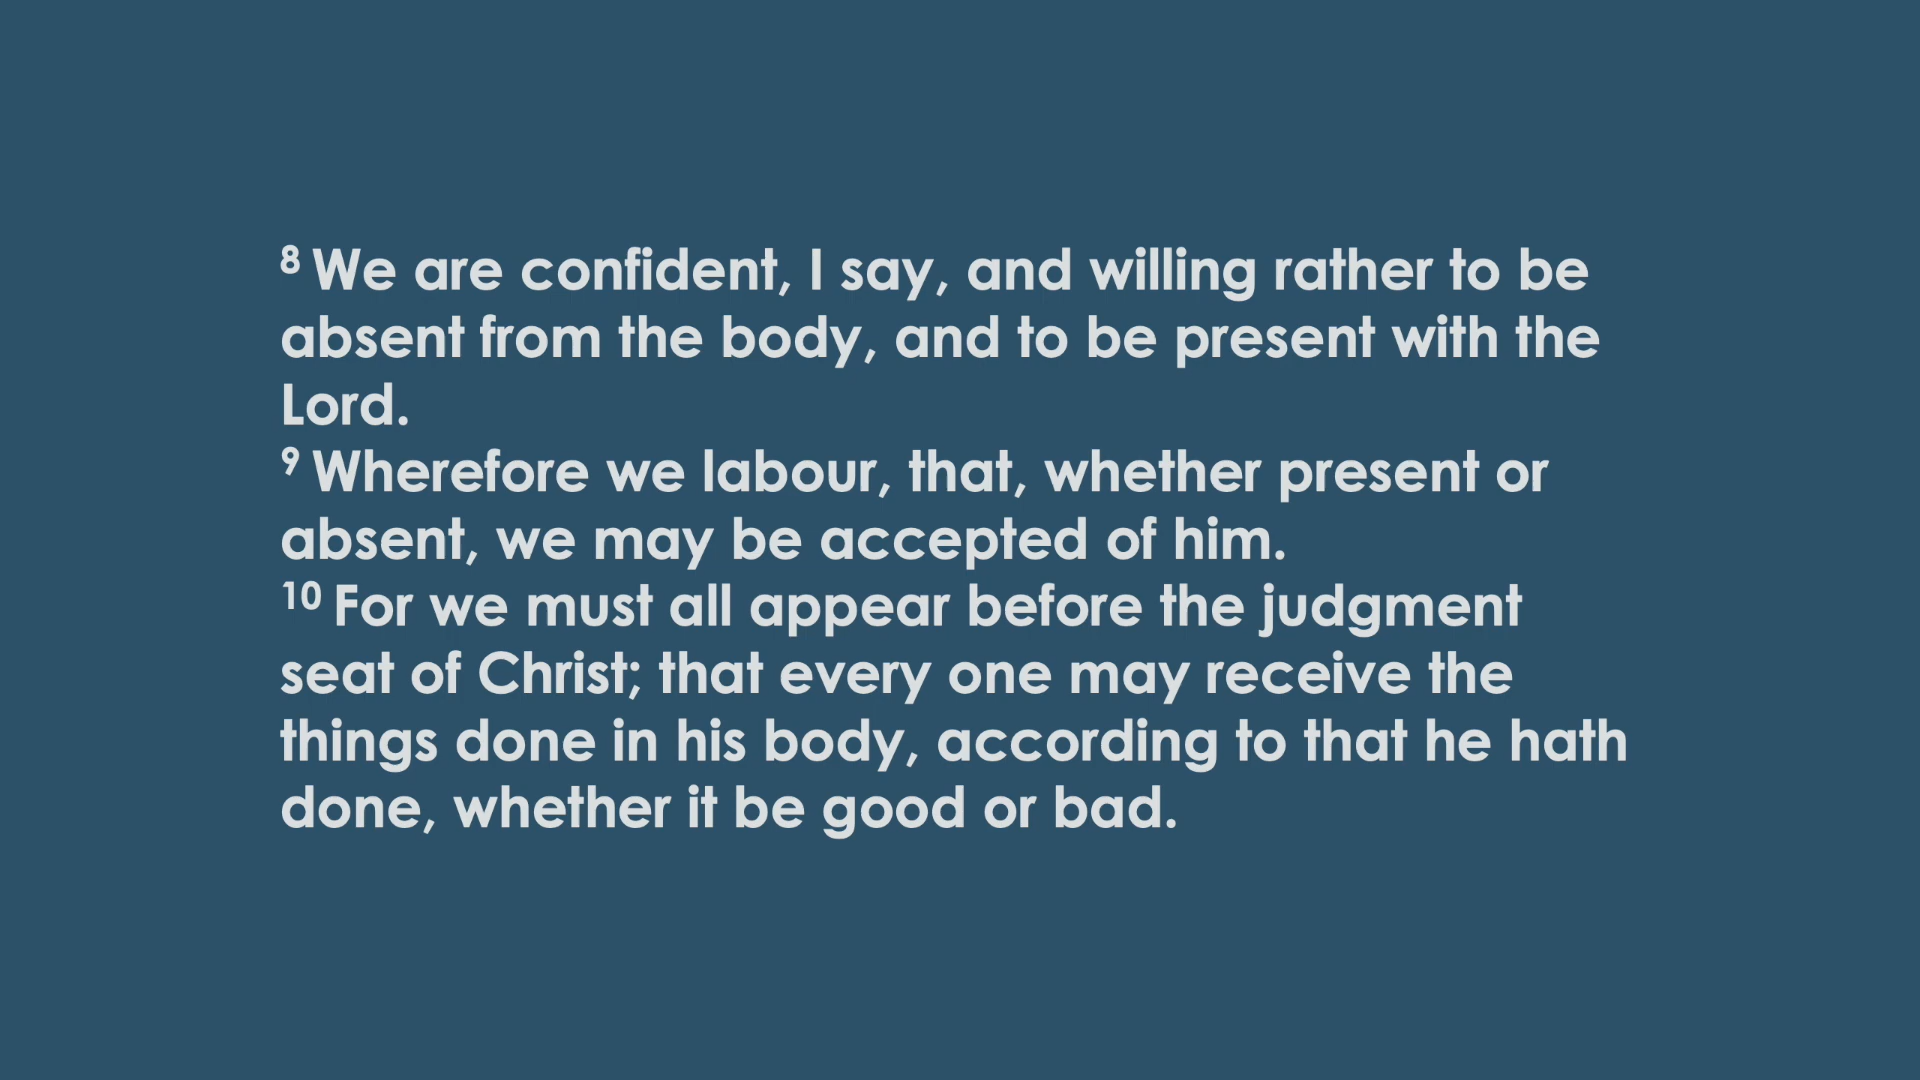 8 We are confident, I say, and willing rather to be
absent from the body, and to be present with the
Lord.
9 Wherefore we labour, that, whether present or
absent, we may be accepted of him.
10 For we must all appear before the judgment
seat of Christ; that every one may receive the
things done in his body, according to that he hath
done, whether it be good or bad.